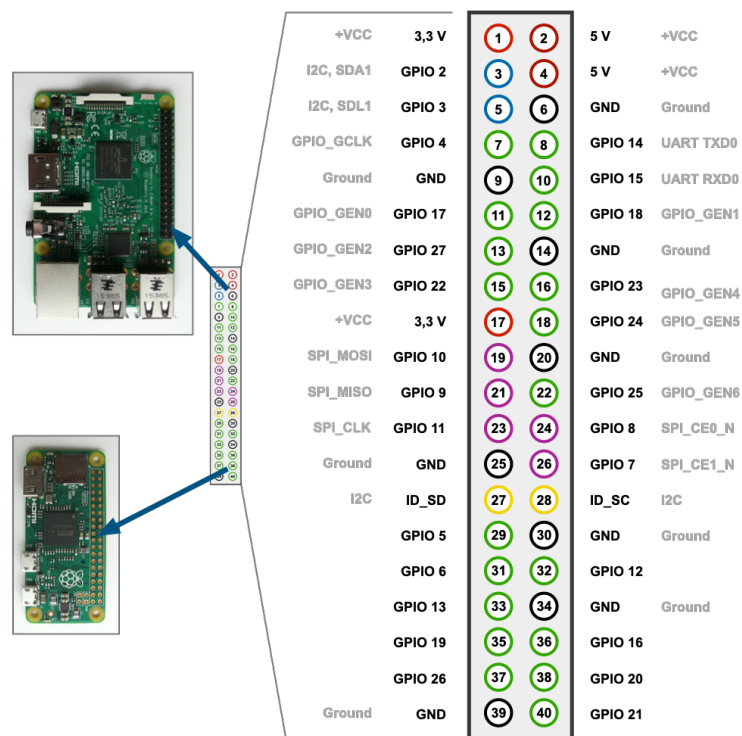 +VCC 3,3 V 1 2 5 V +VCC
I2C, SDA1 GPIO 2 3 4 5 V +VCC
I2C, SDL1 GPIO 3 5 6 GND Ground
GPIO_GCLK GPIO 4 7 8 GPIO 14 UART TXD0
Ground GND 9 10 GPIO 15 UART RXD0
GPIO_GEN0 GPIO 17 11 12 GPIO 18 GPIO_GEN1
GPIO_GEN2 GPIO 27 13 14 GND Ground
GPIO_GEN3 GPIO 22 15 16 GPIO 23 GPIO_GEN4
+VCC 3,3 V 17 18 GPIO 24 GPIO_GEN5
SPI_MOSI GPIO 10 19 20 GND Ground
SPI_MISO GPIO 9 21 22 GPIO 25 GPIO_GEN6
SPI_CLK GPIO 11 23 24 GPIO 8 SPI_CE0_N
Ground GND 25 26 GPIO 7 SPI_CE1_N
I2C ID_SD 27 28 ID_SC I2C
GPIO 5 29 30 GND Ground
GPIO 6 31 32 GPIO 12
GPIO 13 33 34 GND Ground
GPIO 19 35 36 GPIO 16
GPIO 26 37 38 GPIO 20
Ground GND 39 40 GPIO 21
HDMI
HDMI